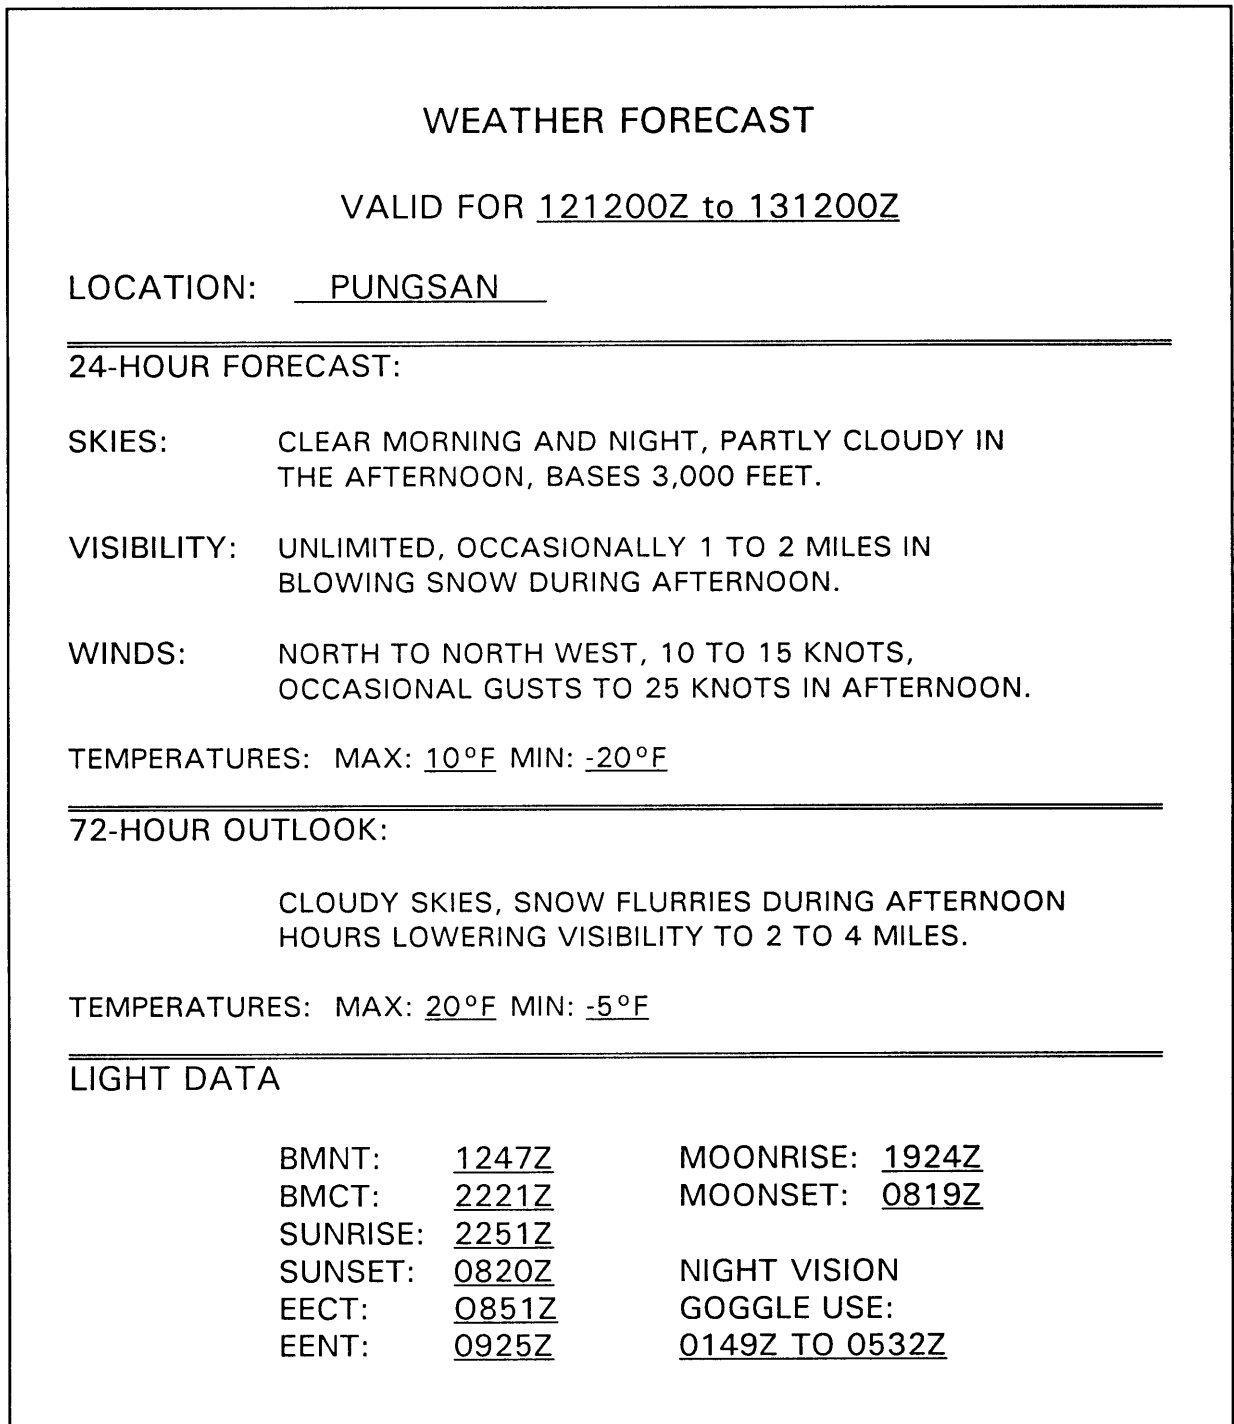 WEATHER FORECAST
VALID FOR 121200Z to 131200Z
LOCATION: PUNGSAN
24-HOUR FORECAST:
SKIES: CLEAR MORNING AND NIGHT, PARTLY CLOUDY IN
THE AFTERNOON, BASES 3,000 FEET.
VISIBILITY: UNLIMITED, OCCASIONALLY 1 TO 2 MILES IN
BLOWING SNOW DURING AFTERNOON.
WINDS: NORTH TO NORTH WEST, 10 TO 15 KNOTS,
OCCASIONAL GUSTS TO 25 KNOTS IN AFTERNOON.
TEMPERATURES: MAX: 10°F MIN: -20°F
72-HOUR OUTLOOK:
CLOUDY SKIES, SNOW FLURRIES DURING AFTERNOON
HOURS LOWERING VISIBILITY TO 2 TO 4 MILES.
TEMPERATURES: MAX: 20°F MIN: -5°F
LIGHT DATA
BMNT: 1247Z MOONRISE: 1924Z
BMCT: 2221Z MOONSET: 0819Z
SUNRISE: 2251Z
SUNSET: 0820Z NIGHT VISION
EECT: 0851Z GOGGLE USE:
EENT: 0925Z 0149Z TO 0532Z